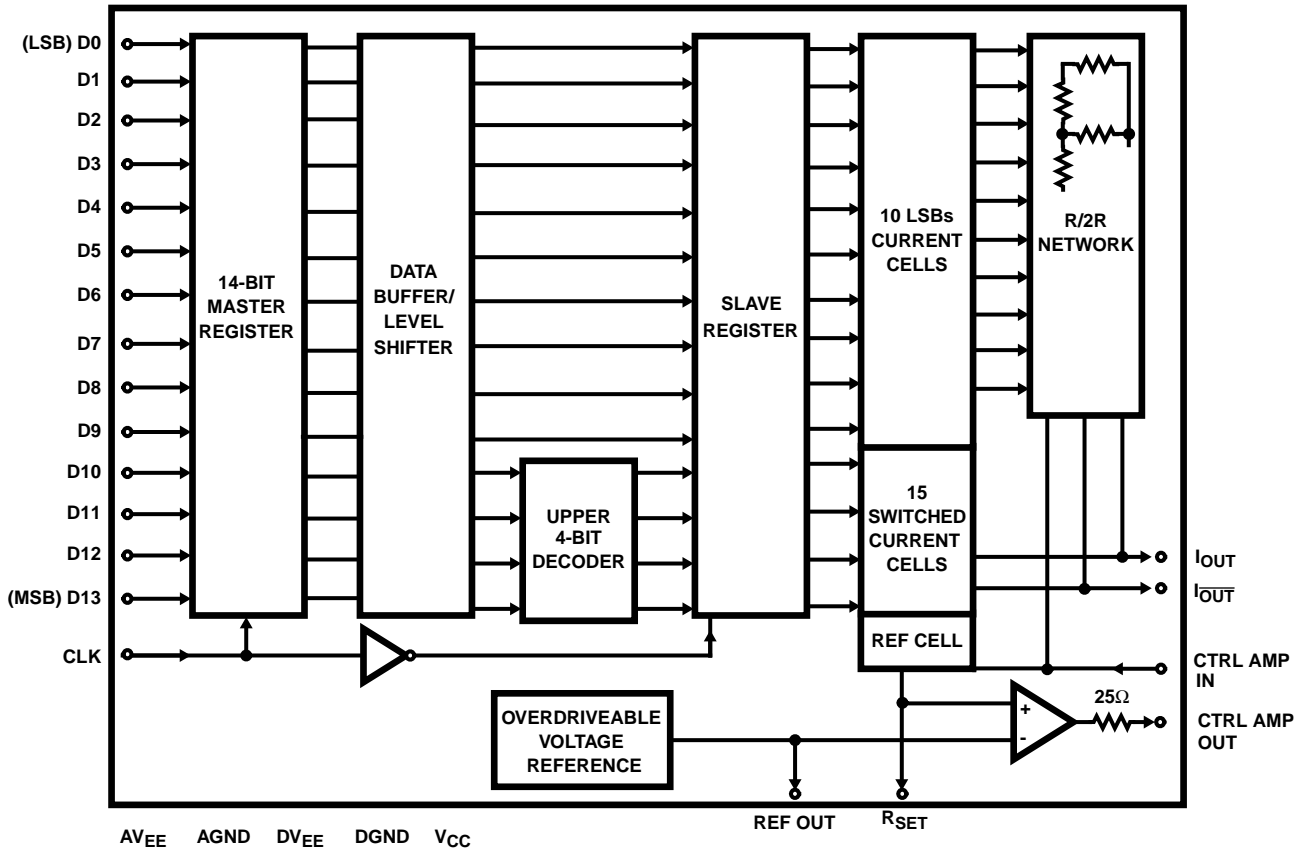 (LSB) D0
D1
D2
D3
D4
D5
D6
D7
D8
D9
D10
D11
D12
(MSB) D13
CLK
14-BIT
MASTER
REGISTER
DATA
BUFFER/
LEVEL
SHIFTER
UPPER
4-BIT
DECODER
SLAVE
REGISTER
10 LSBs
CURRENT
CELLS
15
SWITCHED
CURRENT
CELLS
REF CELL
R/2R
NETWORK
IOUT
IOUT
CTRL AMP
IN
25Ω
+
-
CTRL AMP
OUT
OVERDRIVEABLE
VOLTAGE
REFERENCE
REF OUT
RSET
AVEE AGND DVEE DGND VCC